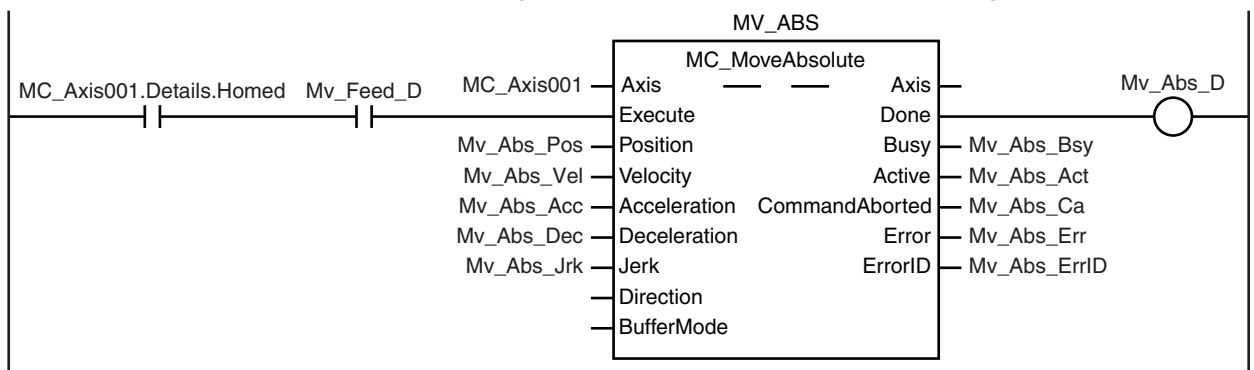 MV_ABS
MC_MoveAbsolute
MC_Axis001.Details.Homed Mv_Feed_D MC_Axis001 Axis Axis Mv_Abs_D
Execute Done
Mv_Abs_Pos Position Busy Mv_Abs_Bsy
Mv_Abs_Vel Velocity Active Mv_Abs_Act
Mv_Abs_Acc Acceleration CommandAborted Mv_Abs_Ca
Mv_Abs_Dec Deceleration Error Mv_Abs_Err
Mv_Abs_Jrk Jerk ErrorID Mv_Abs_ErrID
Direction
BufferMode